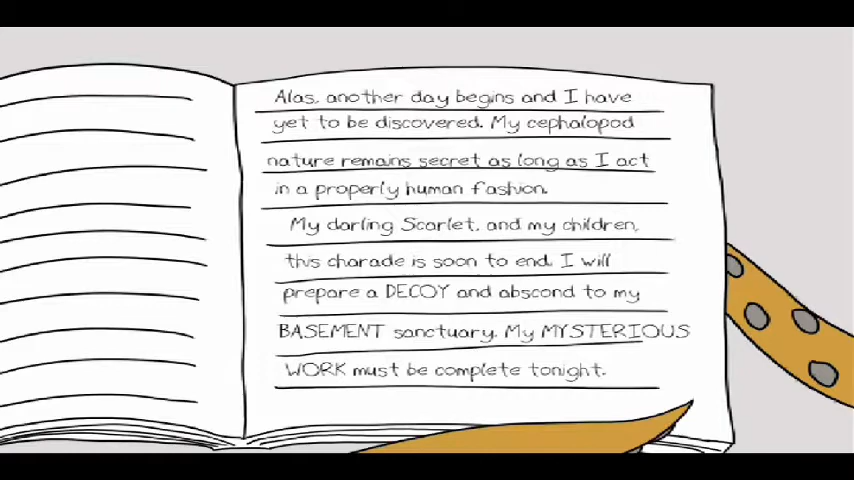 Alas, another day begins and I have
yet to be discovered. My cephalopod
nature remains secret as long as I act
in a properly human fashion.
My darling Scarlet, and my children,
this charade is soon to end. I will
prepare a DECOY and abscond to my
BASEMENT sanctuary. My MYSTERIOUS
WORK must be complete tonight.